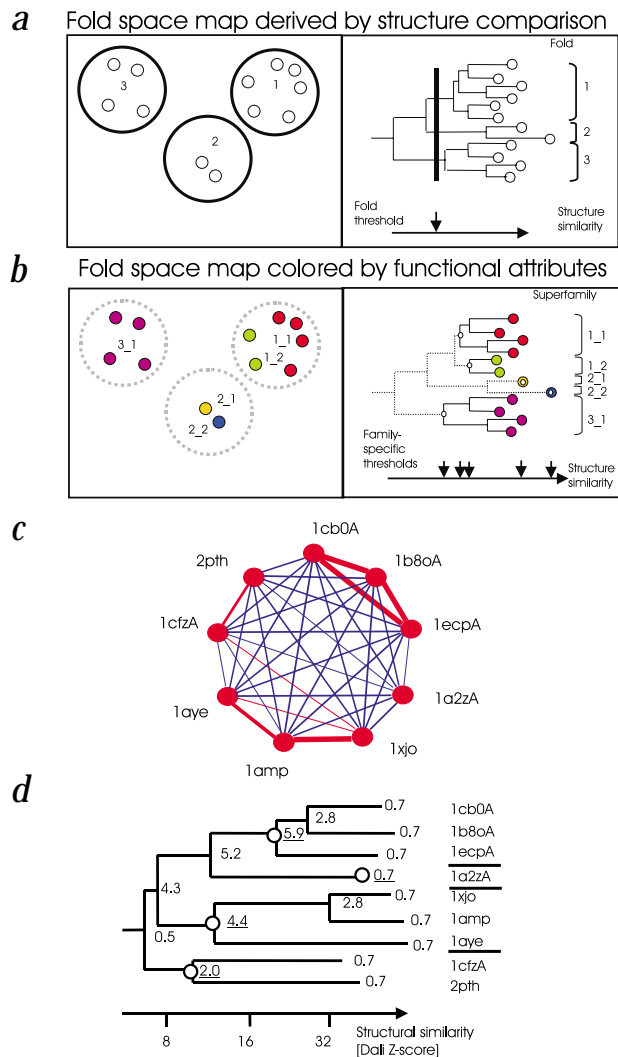 a Fold space map derived by structure comparison
3
1
2
Fold
1
2
3
Fold
threshold
Structure
similarity
b Fold space map colored by functional attributes
3_1
1_1
1_2
2_1
2_2
Superfamily
1_1
1_2
2_1
2_2
3_1
Family-
specific
thresholds
Structure
similarity
c
1cb0A
2pth
1b8oA
1cfzA
1ecpA
1aye
1a2zA
1amp
1xjo
d
0.7 1cb0A
2.8
5.9 0.7 1b8oA
5.2 0.7 1ecpA
0.7 1a2zA
4.3
0.7 1xjo
2.8
4.4 0.7 1amp
0.5 0.7 1aye
0.7 1cfzA
2.0 0.7 2pth
8 16 32
Structural similarity
[Dali Z-score]